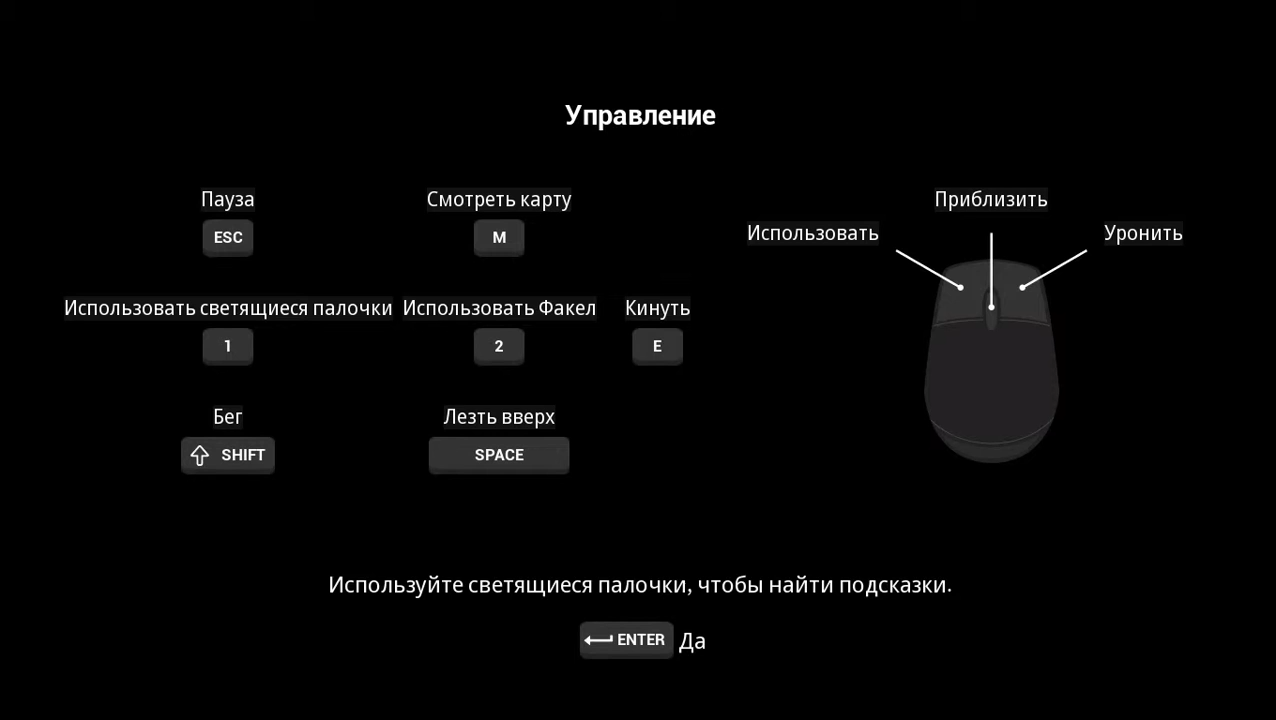 Управление
Пауза
Смотреть карту
ESC
M
Использовать светящиеся палочки
Использовать Факел
Кинуть
1
2
E
Бег
Лезть вверх
SHIFT
SPACE
Приблизить
Использовать
Уронить
Используйте светящиеся палочки, чтобы найти подсказки.
ENTER Да